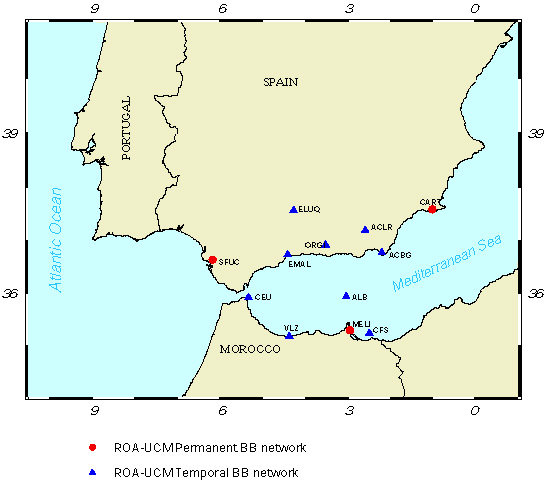 9 6 3 0
SPAIN
PORTUGAL
39 39
CART
ELUQ
ACLR
ORG
ACBG
SFUC
EMAL
Mediterranean Sea
Atlantic Ocean
36 36
CEU
ALB
VLZ
MELI
CFS
MOROCCO
9 6 3 0
ROA-UCM Permanent BB network
ROA-UCM Temporal BB network